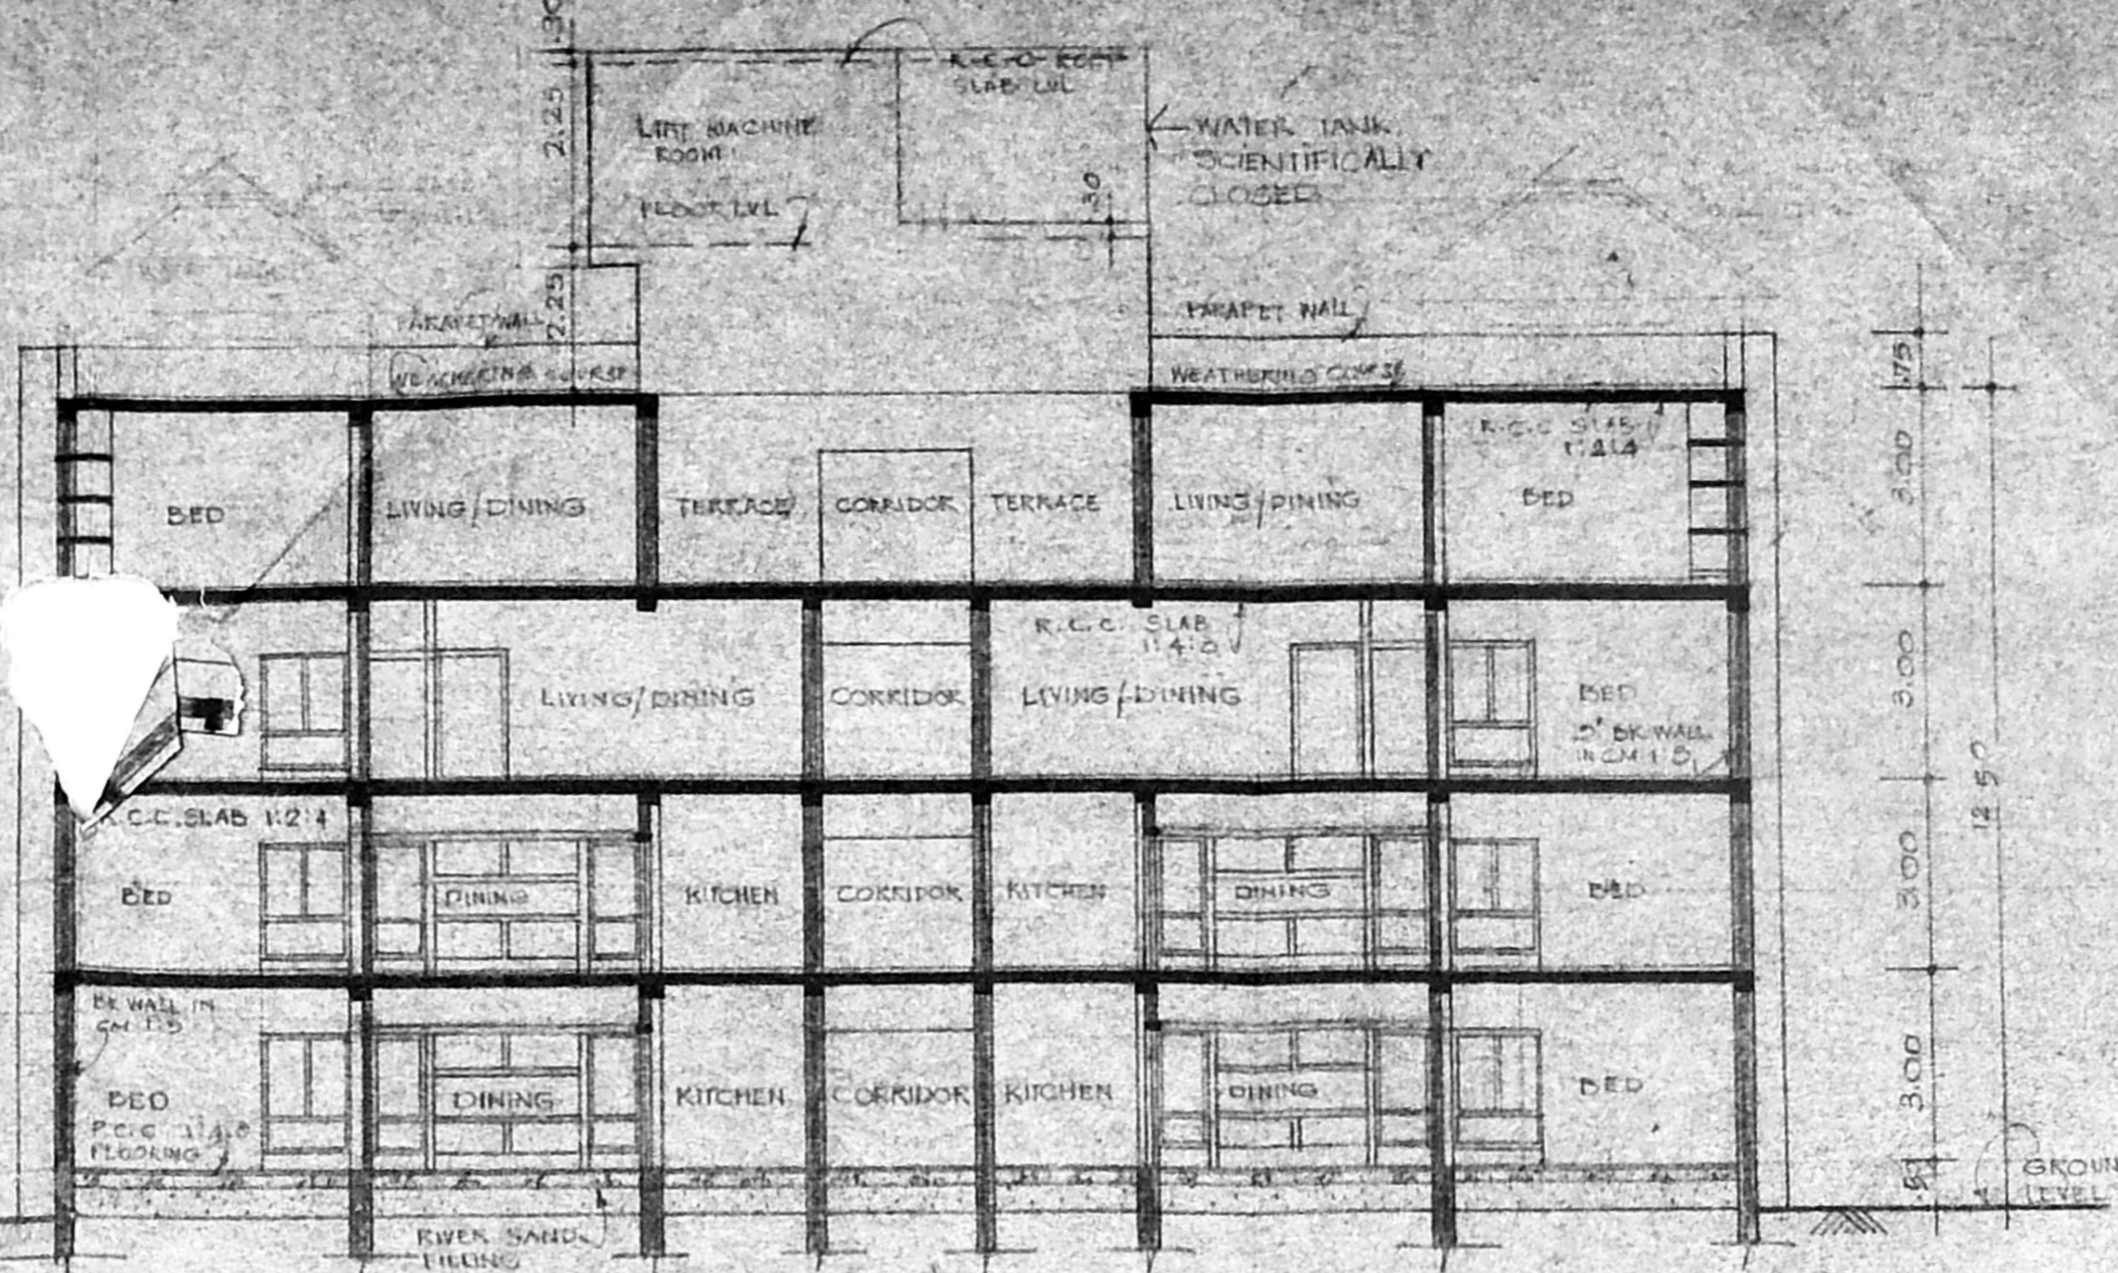 .30
R.C.C ROOF
SLAB LVL
2.25
LIFT MACHINE
ROOM
FLOOR LVL
.30
WATER TANK
SCIENTIFICALLY
CLOSED
2.25
PARAPET WALL
PARAPET WALL
WEATHERING COURSE
WEATHERING COURSE
.75
R.C.C SLAB
1:2:4
BED
LIVING/DINING
TERRACE
CORRIDOR
TERRACE
LIVING/DINING
BED
3.00
R.C.C. SLAB
LIVING/DINING
CORRIDOR
LIVING/DINING
BED
BK WALL
IN CM 1:5
3.00
12.50
C.C. SLAB 1:2:4
BED
DINING
KITCHEN
CORRIDOR
KITCHEN
DINING
BED
3.00
BK WALL IN
CM 1:5
BED
P.C.C 1:4:8
FLOORING
DINING
KITCHEN
CORRIDOR
KITCHEN
DINING
BED
3.00
GROUN
LEVEL
RIVER SAND
FILLING